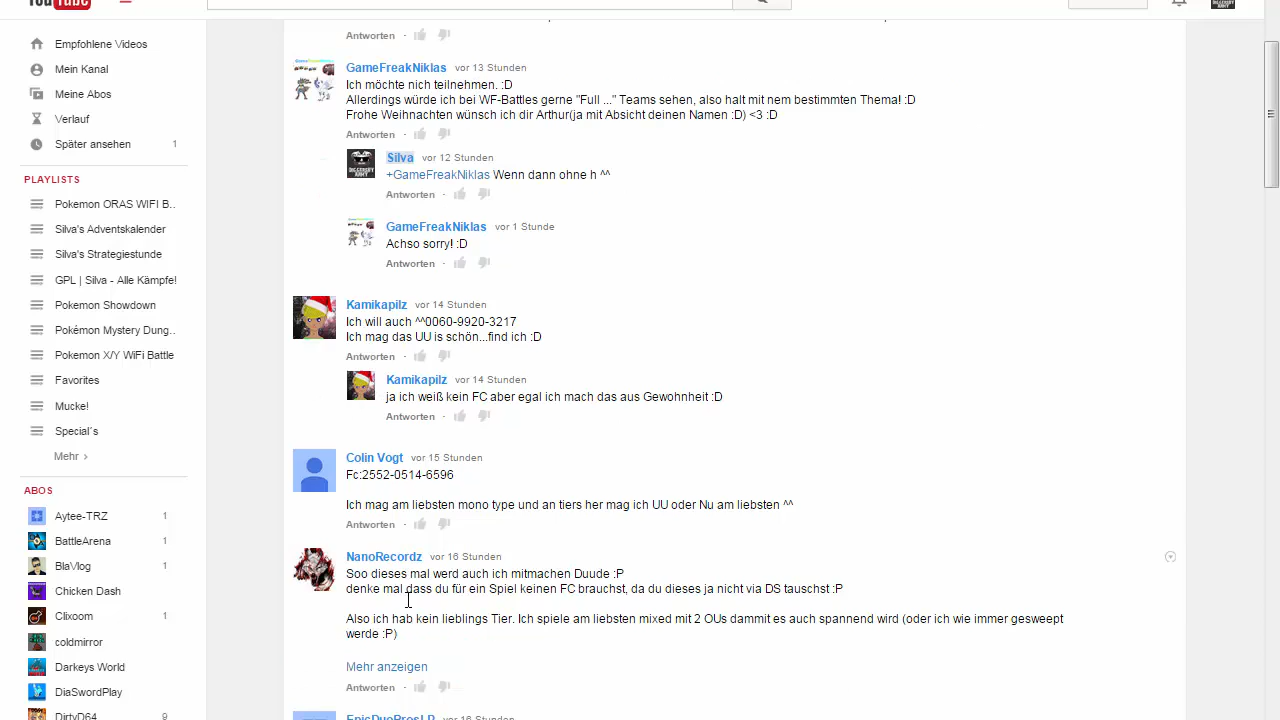 YouTube
Empfohlene Videos
Mein Kanal
Meine Abos
Verlauf
Später ansehen 1
PLAYLISTS
Pokemon ORAS WIFI B..
Silva's Adventskalender
Silva's Strategiestunde
GPL | Silva - Alle Kämpfe!
Pokemon Showdown
Pokémon Mystery Dung..
Pokemon X/Y WiFi Battle
Favorites
Mucke!
Special´s
Mehr ›
ABOS
Aytee-TRZ 1
BattleArena 1
BlaVlog 1
Chicken Dash
Clixoom 1
coldmirror
Darkeys World
DiaSwordPlay
DirtyD64 9
Antworten ·
GameFreakNiklas vor 13 Stunden
Ich möchte nich teilnehmen. :D
Allerdings würde ich bei WF-Battles gerne "Full ..." Teams sehen, also halt mit nem bestimmten Thema! :D
Frohe Weihnachten wünsch ich dir Arthur(ja mit Absicht deinen Namen :D) <3 :D
Antworten ·
Silva vor 12 Stunden
+GameFreakNiklas Wenn dann ohne h ^^
Antworten ·
GameFreakNiklas vor 1 Stunde
Achso sorry! :D
Antworten ·
Kamikapilz vor 14 Stunden
Ich will auch ^^0060-9920-3217
Ich mag das UU is schön...find ich :D
Antworten ·
Kamikapilz vor 14 Stunden
ja ich weiß kein FC aber egal ich mach das aus Gewohnheit :D
Antworten ·
Colin Vogt vor 15 Stunden
Fc:2552-0514-6596
Ich mag am liebsten mono type und an tiers her mag ich UU oder Nu am liebsten ^^
Antworten ·
NanoRecordz vor 16 Stunden
Soo dieses mal werd auch ich mitmachen Duude :P
denke mal dass du für ein Spiel keinen FC brauchst, da du dieses ja nicht via DS tauschst :P
Also ich hab kein lieblings Tier. Ich spiele am liebsten mixed mit 2 OUs dammit es auch spannend wird (oder ich wie immer gesweept
werde :P)
Mehr anzeigen
Antworten ·
EpicDuoProsLP vor 16 Stunden